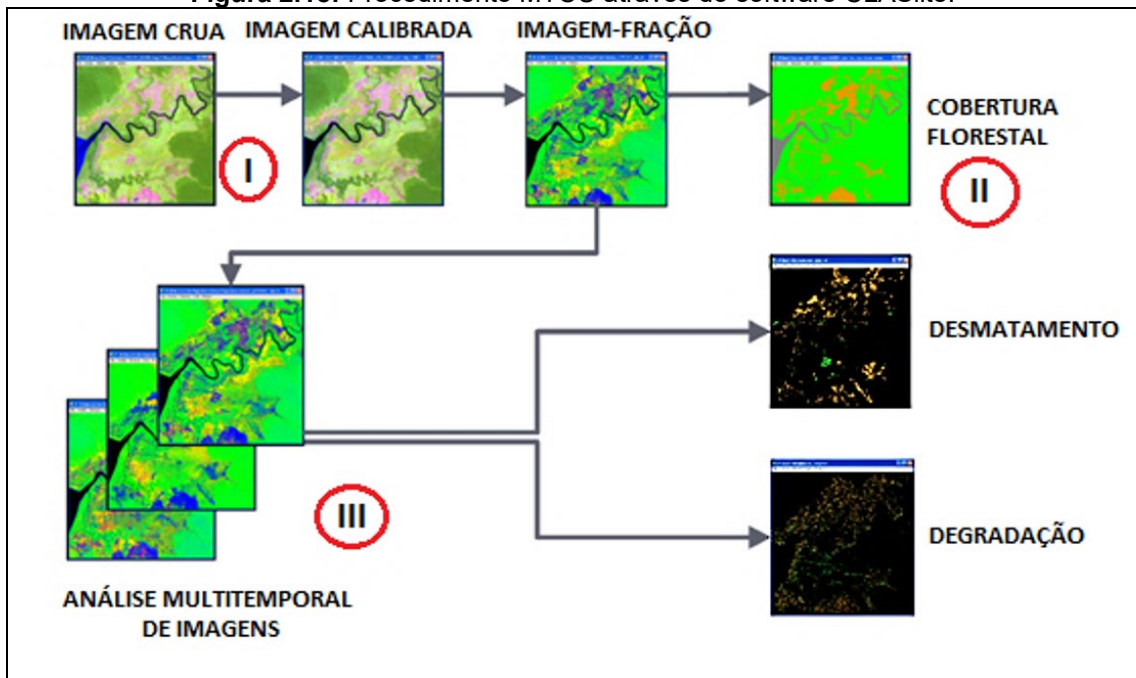 IMAGEM CRUA
IMAGEM CALIBRADA
IMAGEM-FRAÇÃO
I
COBERTURA
FLORESTAL
II
DESMATAMENTO
III
DEGRADAÇÃO
ANÁLISE MULTITEMPORAL
DE IMAGENS